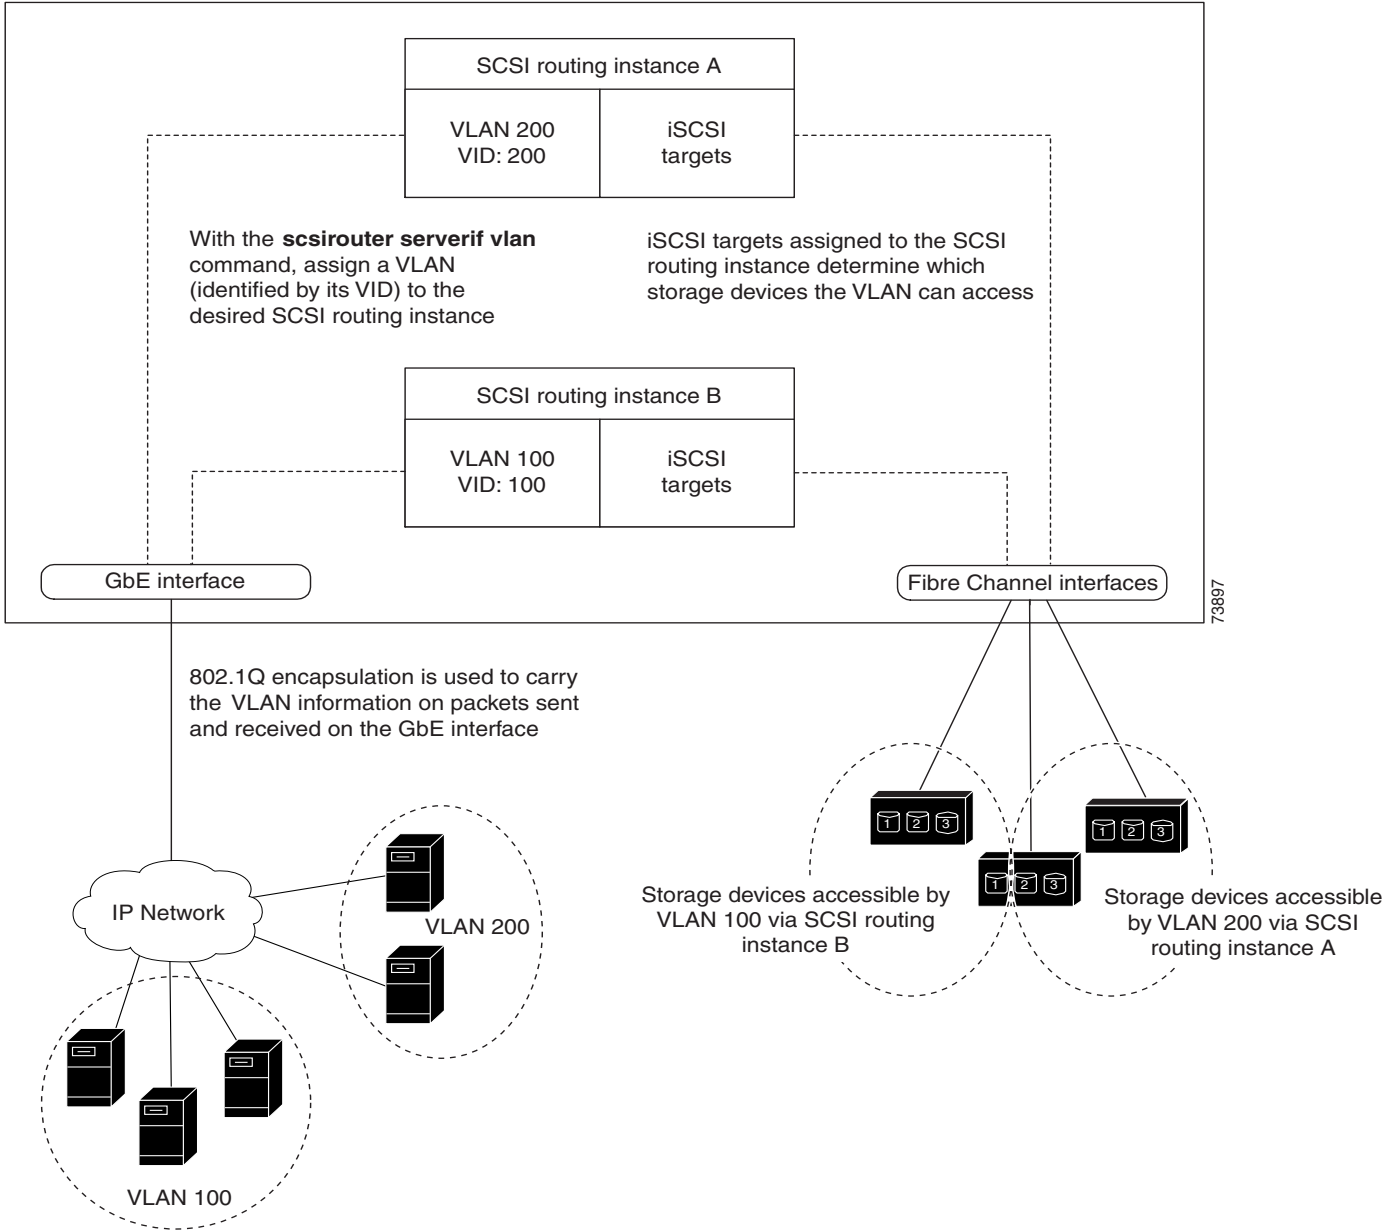 SCSI routing instance A
VLAN 200
VID: 200
iSCSI
targets
With the scsirouter serverif vlan
command, assign a VLAN
(identified by its VID) to the
desired SCSI routing instance
iSCSI targets assigned to the SCSI
routing instance determine which
storage devices the VLAN can access
SCSI routing instance B
VLAN 100
VID: 100
iSCSI
targets
GbE interface
Fibre Channel interfaces
73897
802.1Q encapsulation is used to carry
the VLAN information on packets sent
and received on the GbE interface
1 2 3
1 2 3
1 2 3
Storage devices accessible by
VLAN 100 via SCSI routing
instance B
Storage devices accessible
by VLAN 200 via SCSI
routing instance A
IP Network
VLAN 200
VLAN 100